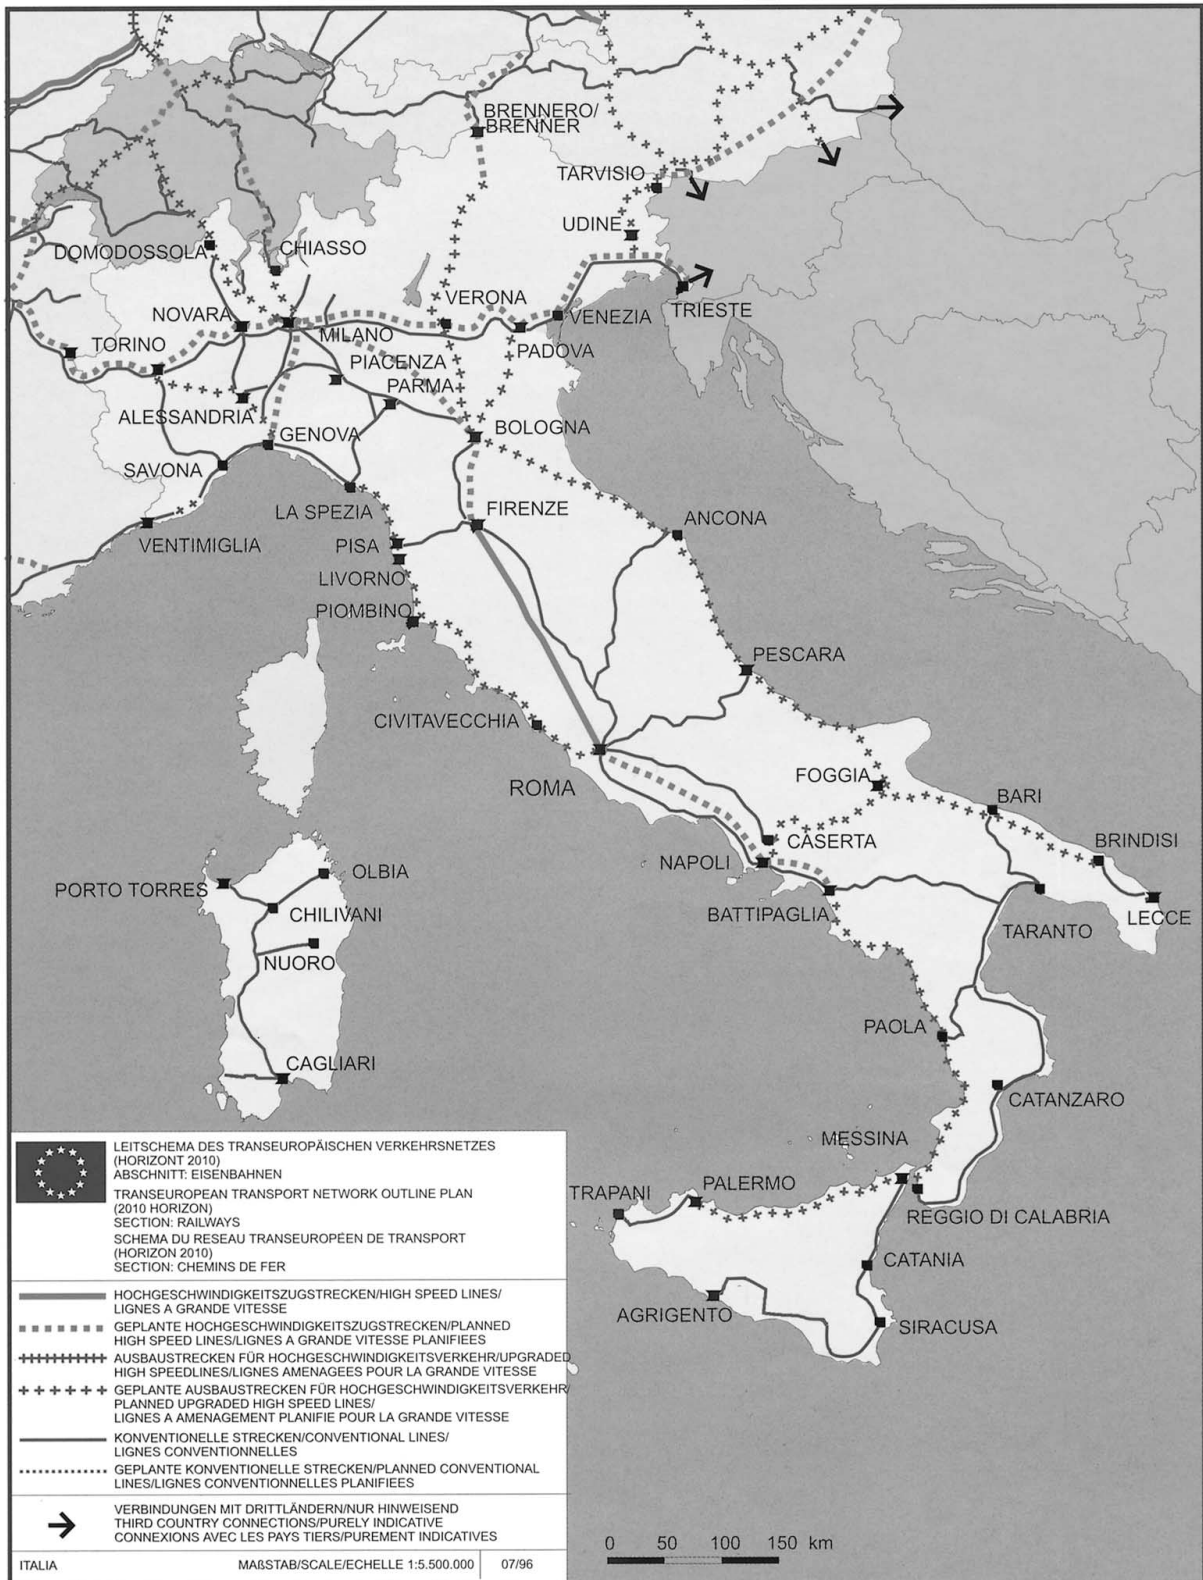 BRENNERO/
BRENNER
TARVISIO
UDINE
DOMODOSSOLA
CHIASSO
VERONA
VENEZIA
TRIESTE
NOVARA
MILANO
PADOVA
TORINO
PIACENZA
PARMA
ALESSANDRIA
GENOVA
BOLOGNA
SAVONA
LA SPEZIA
FIRENZE
ANCONA
VENTIMIGLIA
PISA
LIVORNO
PIOMBINO
PESCARA
CIVITAVECCHIA
ROMA
FOGGIA
BARI
CASERTA
BRINDISI
NAPOLI
OLBIA
PORTO TORRES
BATTIPAGLIA
CHILIVANI
TARANTO
LECCE
NUORO
PAOLA
CAGLIARI
CATANZARO
MESSINA
TRAPANI
PALERMO
REGGIO DI CALABRIA
CATANIA
AGRIGENTO
SIRACUSA
LEITSCHEMA DES TRANSEUROPÄISCHEN VERKEHRSNETZES
(HORIZONT 2010)
ABSCHNITT: EISENBAHNEN
TRANSEUROPEAN TRANSPORT NETWORK OUTLINE PLAN
(2010 HORIZON)
SECTION: RAILWAYS
SCHEMA DU RESEAU TRANSEUROPÉEN DE TRANSPORT
(HORIZON 2010)
SECTION: CHEMINS DE FER
HOCHGESCHWINDIGKEITSZUGSTRECKEN/HIGH SPEED LINES/
LIGNES A GRANDE VITESSE
GEPLANTE HOCHGESCHWINDIGKEITSZUGSTRECKEN/PLANNED
HIGH SPEED LINES/LIGNES A GRANDE VITESSE PLANIFIEES
AUSBAUSTRECKEN FÜR HOCHGESCHWINDIGKEITSVERKEHR/UPGRADED
HIGH SPEEDLINES/LIGNES AMENAGEES POUR LA GRANDE VITESSE
GEPLANTE AUSBAUSTRECKEN FÜR HOCHGESCHWINDIGKEITSVERKEHR/
PLANNED UPGRADED HIGH SPEED LINES/
LIGNES A AMENAGEMENT PLANIFIE POUR LA GRANDE VITESSE
KONVENTIONELLE STRECKEN/CONVENTIONAL LINES/
LIGNES CONVENTIONNELLES
GEPLANTE KONVENTIONELLE STRECKEN/PLANNED CONVENTIONAL
LINES/LIGNES CONVENTIONNELLES PLANIFIEES
VERBINDUNGEN MIT DRITTLÄNDERN/NUR HINWEISEND
THIRD COUNTRY CONNECTIONS/PURELY INDICATIVE
CONNEXIONS AVEC LES PAYS TIERS/PUREMENT INDICATIVES
ITALIA MAßSTAB/SCALE/ECHELLE 1:5.500.000 07/96
0 50 100 150 km